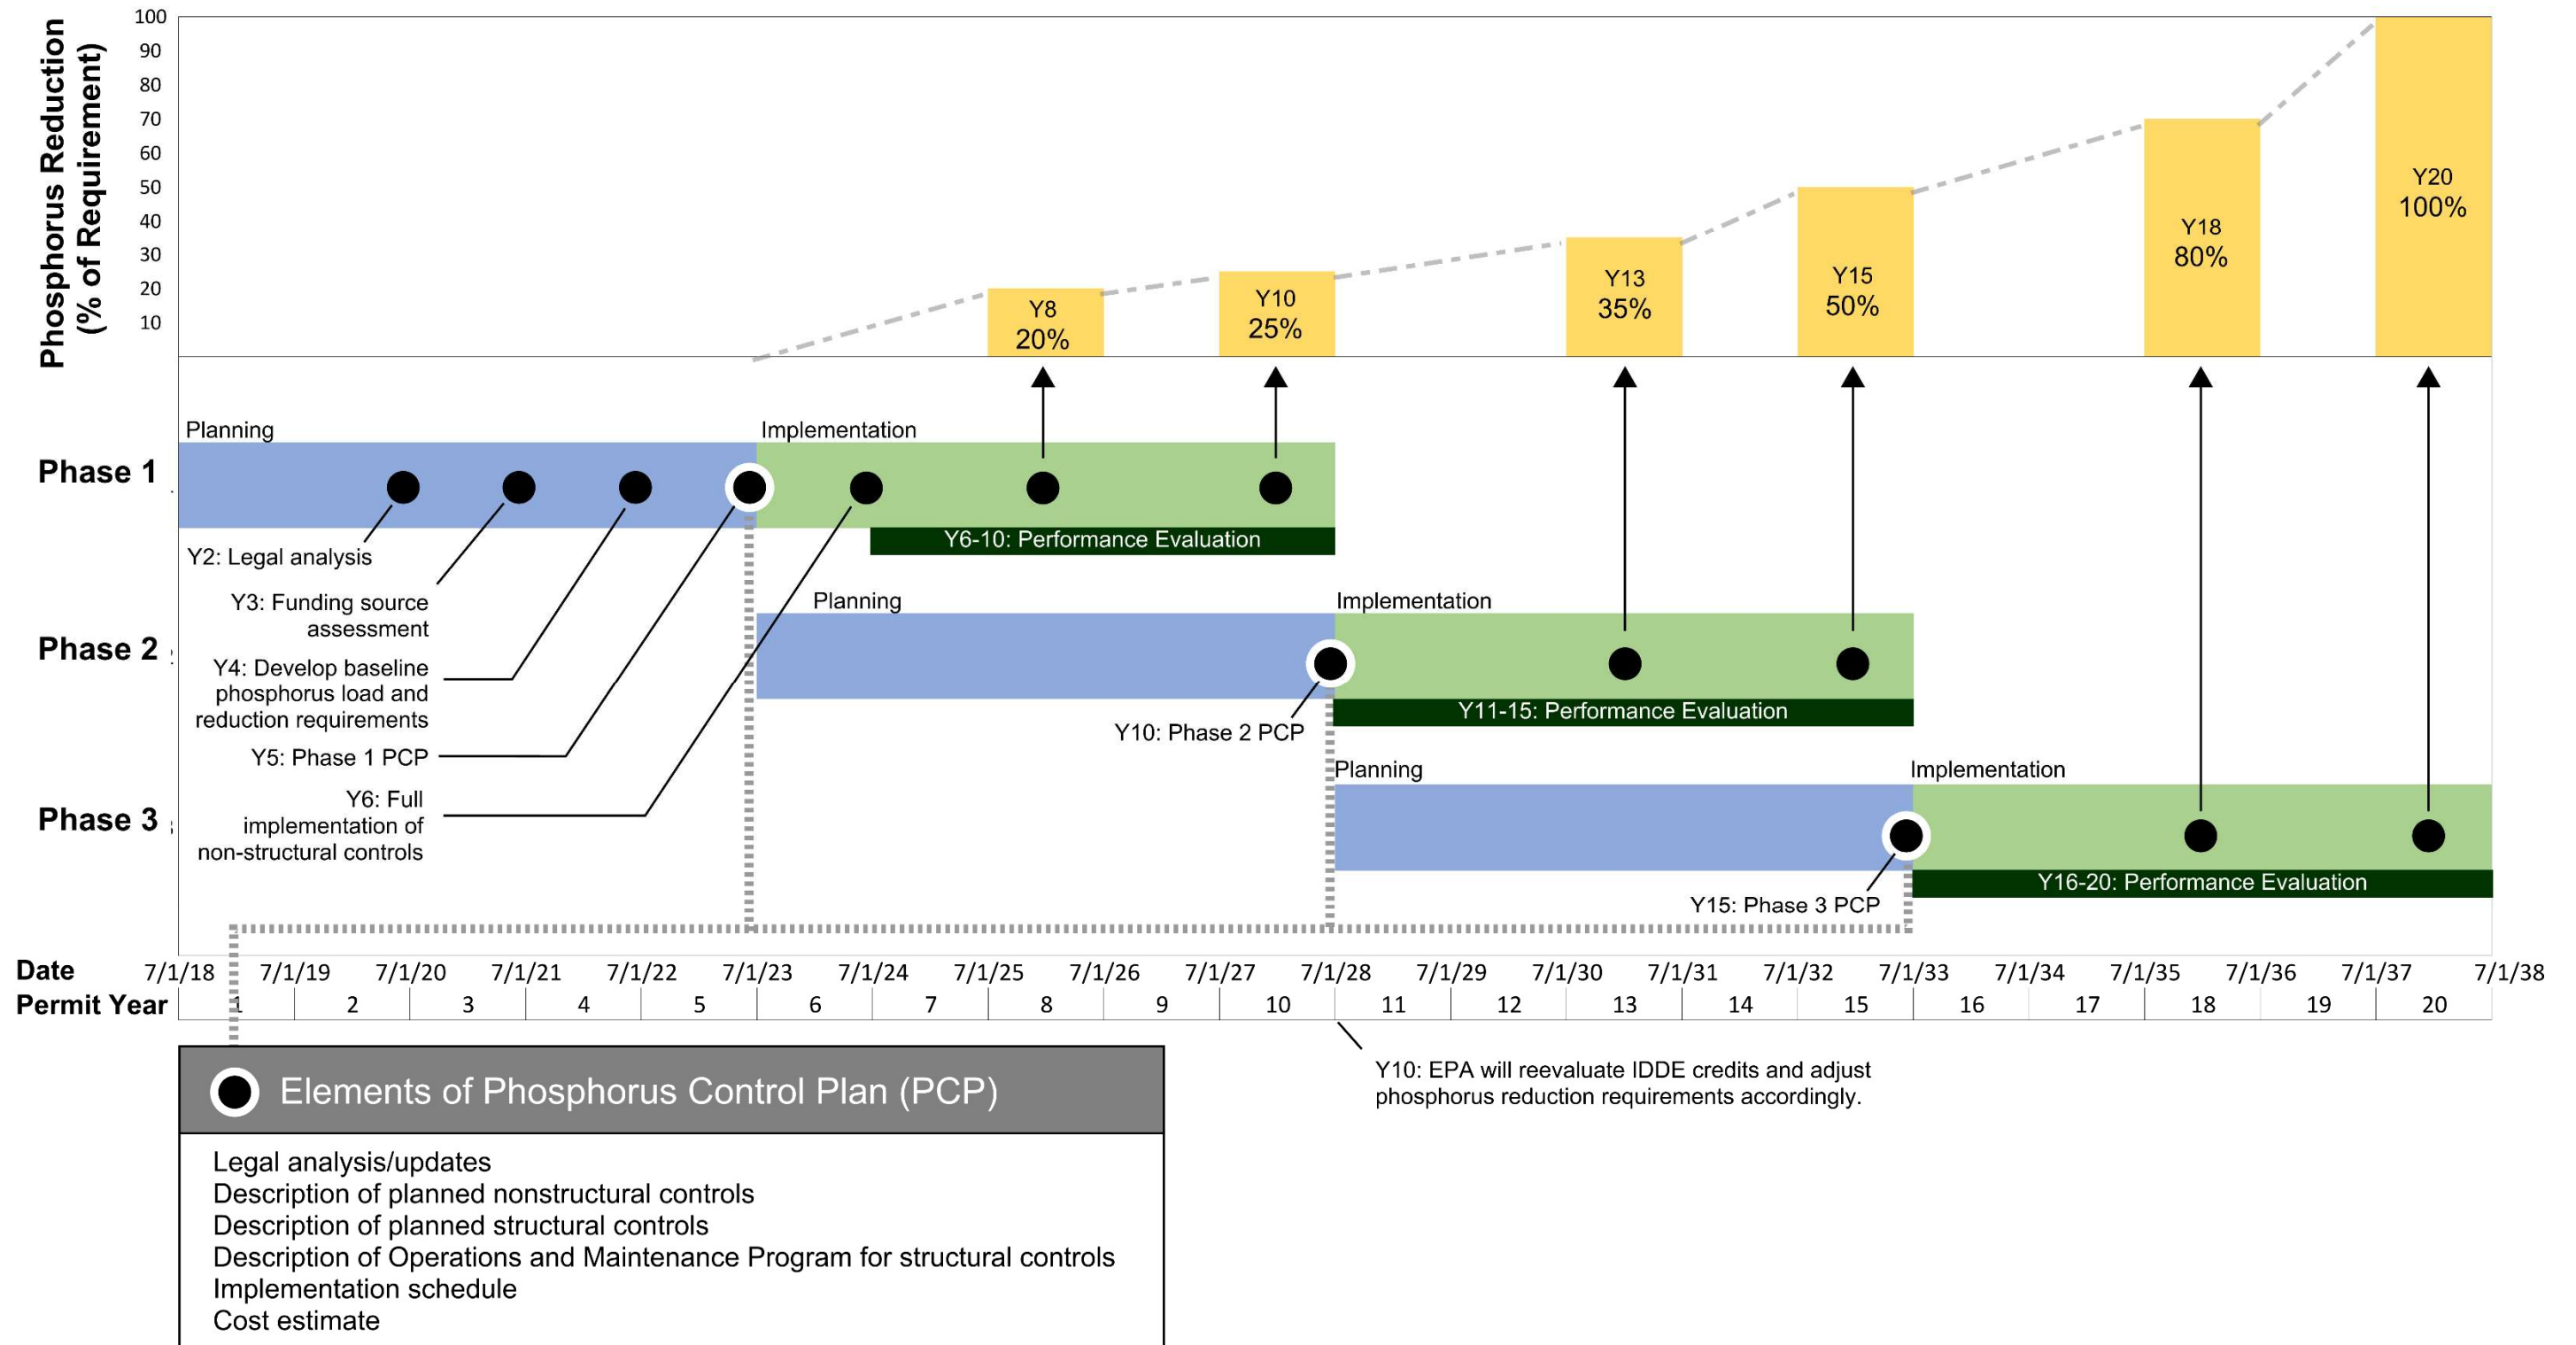 Phosphorus Reduction
(% of Requirement)
100
90
80
70
60
50
40
30
20
10
Y8
20%
Y10
25%
Y13
35%
Y15
50%
Y18
80%
Y20
100%
Phase 1
Planning
Implementation
Y6-10: Performance Evaluation
Y2: Legal analysis
Y3: Funding source
assessment
Y4: Develop baseline
phosphorus load and
reduction requirements
Y5: Phase 1 PCP
Y6: Full
implementation of
non-structural controls
Phase 2
Planning
Implementation
Y11-15: Performance Evaluation
Y10: Phase 2 PCP
Phase 3
Planning
Implementation
Y16-20: Performance Evaluation
Y15: Phase 3 PCP
Date 7/1/18 7/1/19 7/1/20 7/1/21 7/1/22 7/1/23 7/1/24 7/1/25 7/1/26 7/1/27 7/1/28 7/1/29 7/1/30 7/1/31 7/1/32 7/1/33 7/1/34 7/1/35 7/1/36 7/1/37 7/1/38
Permit Year 1 2 3 4 5 6 7 8 9 10 11 12 13 14 15 16 17 18 19 20
Y10: EPA will reevaluate IDDE credits and adjust
phosphorus reduction requirements accordingly.
Elements of Phosphorus Control Plan (PCP)
Legal analysis/updates
Description of planned nonstructural controls
Description of planned structural controls
Description of Operations and Maintenance Program for structural controls
Implementation schedule
Cost estimate